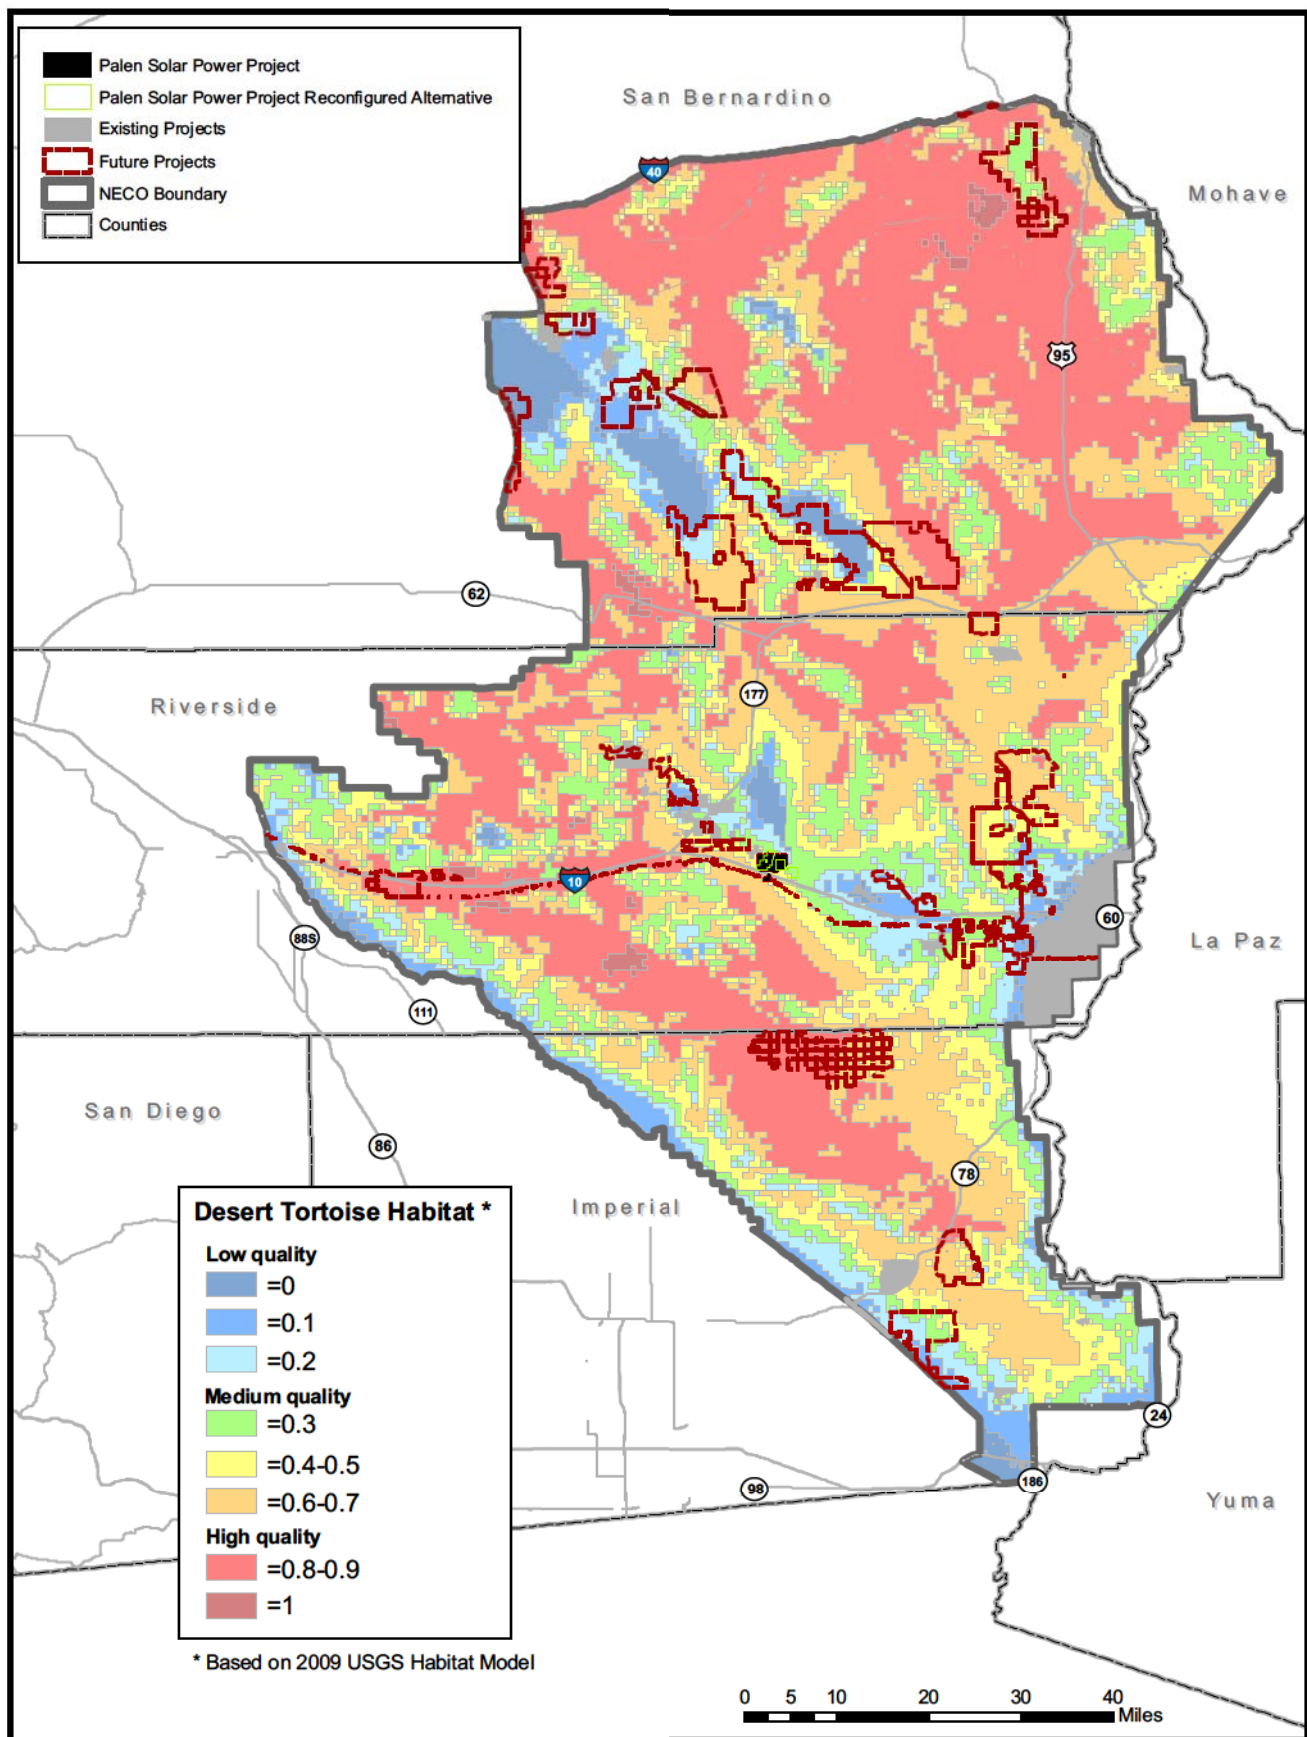 Palen Solar Power Project
Palen Solar Power Project Reconfigured Alternative
Existing Projects
Future Projects
NECO Boundary
Counties
San Bernardino
40
Mohave
95
62
Riverside
177
10
60
88S
La Paz
111
San Diego
86
78
Imperial
Desert Tortoise Habitat *
Low quality
=0
=0.1
=0.2
Medium quality
=0.3
=0.4-0.5
=0.6-0.7
High quality
=0.8-0.9
=1
24
98
186
Yuma
* Based on 2009 USGS Habitat Model
0 5 10 20 30 40
Miles